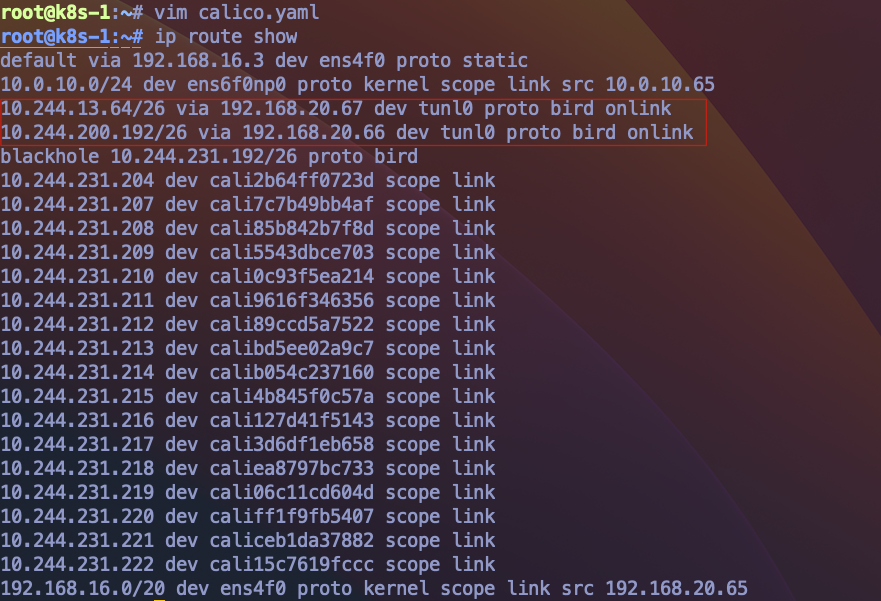 root@k8s-1:~# vim calico.yaml
root@k8s-1:~# ip route show
default via 192.168.16.3 dev ens4f0 proto static
10.0.10.0/24 dev ens6f0np0 proto kernel scope link src 10.0.10.65
10.244.13.64/26 via 192.168.20.67 dev tunl0 proto bird onlink
10.244.200.192/26 via 192.168.20.66 dev tunl0 proto bird onlink
blackhole 10.244.231.192/26 proto bird
10.244.231.204 dev cali2b64ff0723d scope link
10.244.231.207 dev cali7c7b49bb4af scope link
10.244.231.208 dev cali85b842b7f8d scope link
10.244.231.209 dev cali5543dbce703 scope link
10.244.231.210 dev cali0c93f5ea214 scope link
10.244.231.211 dev cali9616f346356 scope link
10.244.231.212 dev cali89ccd5a7522 scope link
10.244.231.213 dev calibd5ee02a9c7 scope link
10.244.231.214 dev calib054c237160 scope link
10.244.231.215 dev cali4b845f0c57a scope link
10.244.231.216 dev cali127d41f5143 scope link
10.244.231.217 dev cali3d6df1eb658 scope link
10.244.231.218 dev caliea8797bc733 scope link
10.244.231.219 dev cali06c11cd604d scope link
10.244.231.220 dev califf1f9fb5407 scope link
10.244.231.221 dev caliceb1da37882 scope link
10.244.231.222 dev cali15c7619fccc scope link
192.168.16.0/20 dev ens4f0 proto kernel scope link src 192.168.20.65